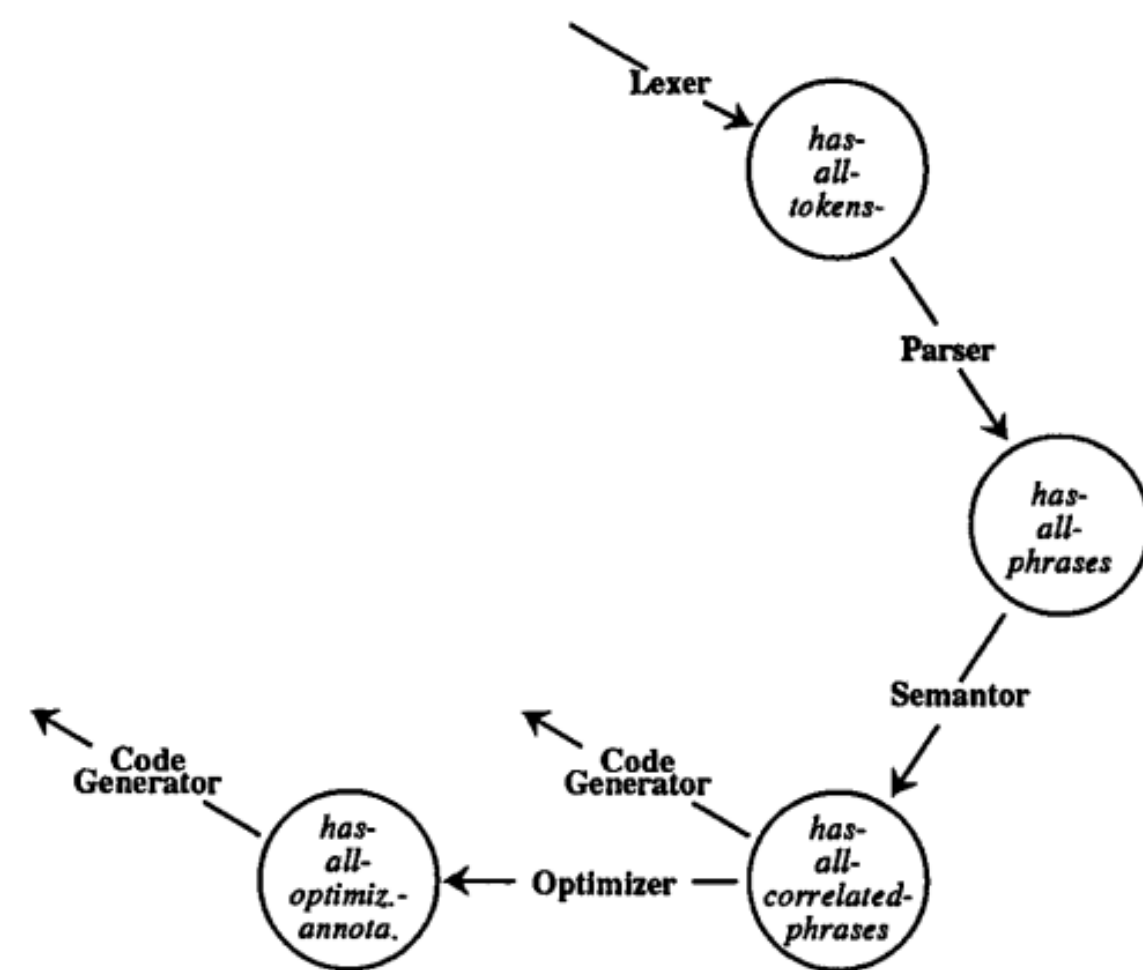 Lexer
has-
all-
tokens-
Parser
has-
all-
phrases
Semantor
Code
Generator
Code
Generator
has-
all-
optimiz.-
annota.
Optimizer
has-
all-
correlated-
phrases